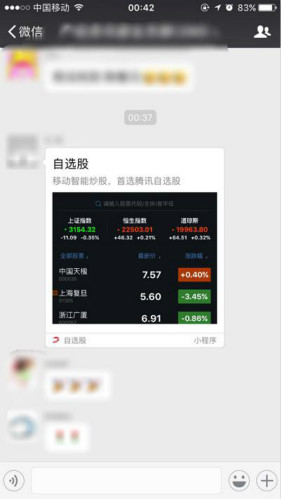 中国移动
00:42
83%
微信
00:37
自选股
移动智能炒股、首选腾讯自选股
请输入股票代码/全拼/首字母
上证指数 恒生指数 道琼斯
3154.32 22503.01 19963.80
-11.09 -0.35% +46.32 +0.21% +64.51 +0.32%
全部股票 最新价 涨跌幅
中国天楹 7.57 +0.40%
上海复旦 5.60 -3.45%
浙江广厦 6.91 -0.86%
自选股 小程序